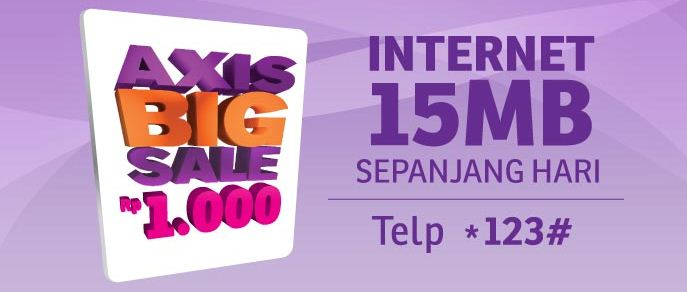 AXIS
BIG
SALE
Rp 1.000
INTERNET
15MB
SEPANJANG HARI
Telp *123#